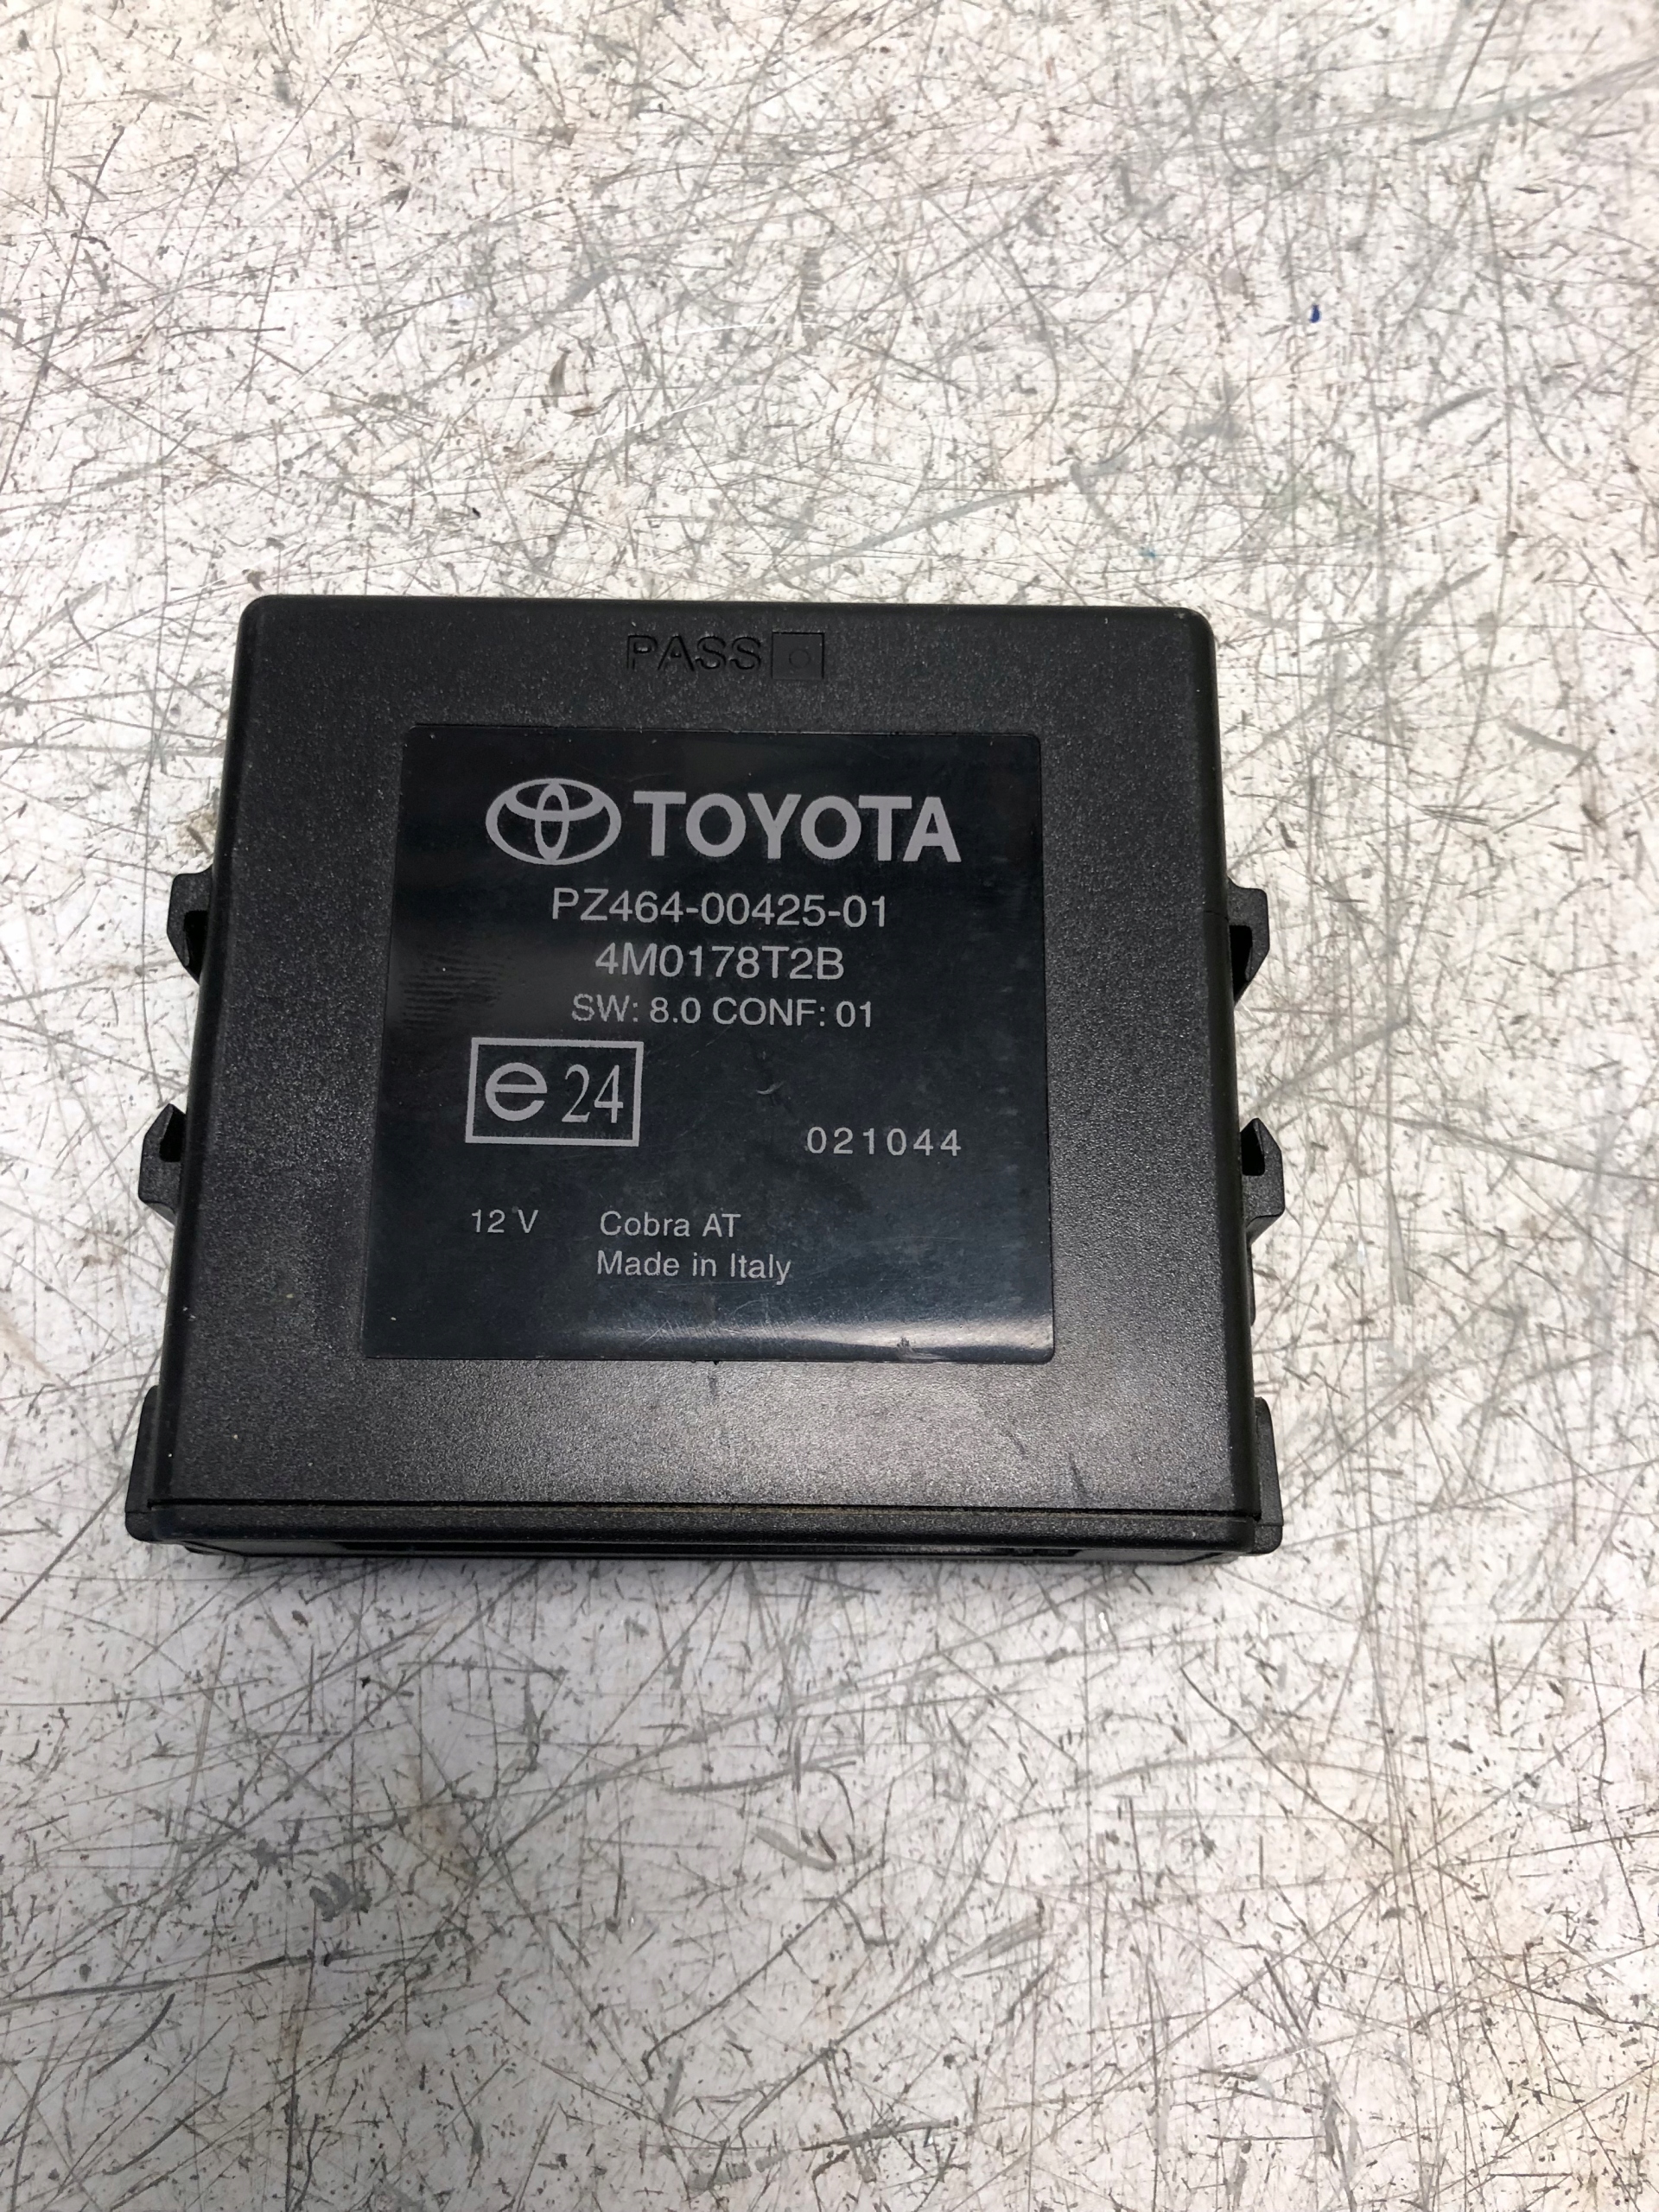 PASS
TOYOTA
PZ464-00425-01
4M0178T2B
SW: 8.0 CONF: 01
e 24
021044
12 V Cobra AT
Made in Italy